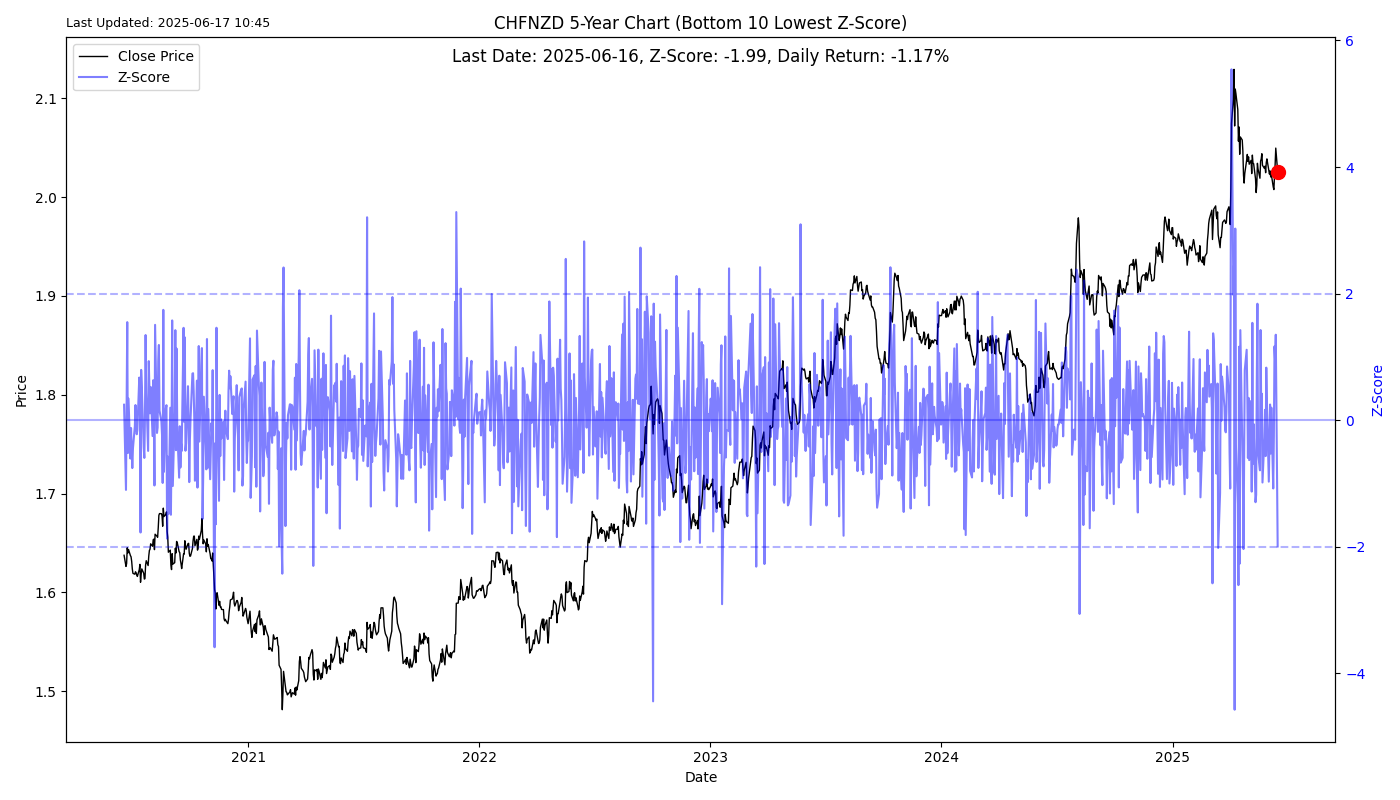 Last Updated: 2025-06-17 10:45
CHFNZD 5-Year Chart (Bottom 10 Lowest Z-Score)
Last Date: 2025-06-16, Z-Score: -1.99, Daily Return: -1.17%
Close Price
Z-Score
2.1
2.0
1.9
1.8
1.7
1.6
1.5
Price
6
4
2
0
−2
−4
Z-Score
2021
2022
2023
2024
2025
Date